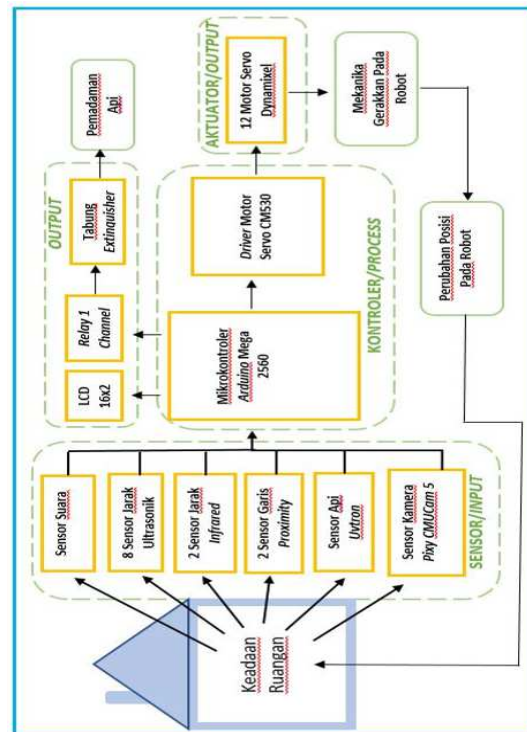 Keadaan
Ruangan
Sensor Suara
8 Sensor Jarak
Ultrasonik
2 Sensor Jarak
Infrared
2 Sensor Garis
Proximity
Sensor Api
Uvtron
Sensor Kamera
Pixy CMUCam 5
SENSOR/INPUT
LCD
16x2
Relay 1
Channel
Tabung
Extinquisher
OUTPUT
Pemadaman
Api
Mikrokontroler
Arduino Mega
2560
Driver Motor
Servo CM530
KONTROLER/PROCESS
12 Motor Servo
Dynamixel
AKTUATOR/OUTPUT
Mekanika
Gerakkan Pada
Robot
Perubahan Posisi
Pada Robot